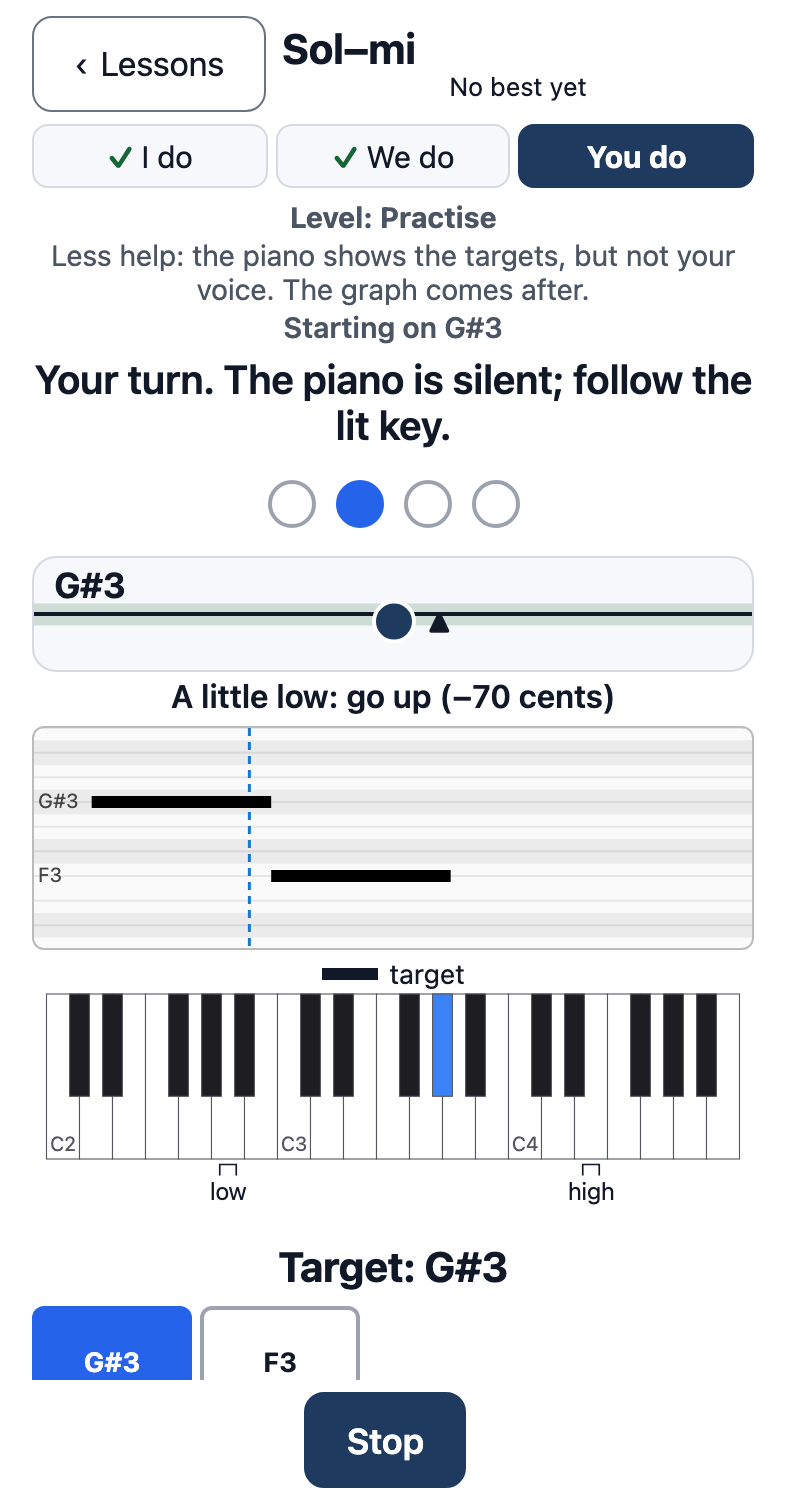 ‹ Lessons
Sol–mi
No best yet
✓ I do
✓ We do
You do
Level: Practise
Less help: the piano shows the targets, but not your
voice. The graph comes after.
Starting on G#3
Your turn. The piano is silent; follow the
lit key.
G#3
A little low: go up (−70 cents)
G#3
F3
target
C2
C3
C4
low
high
Target: G#3
G#3
F3
Stop